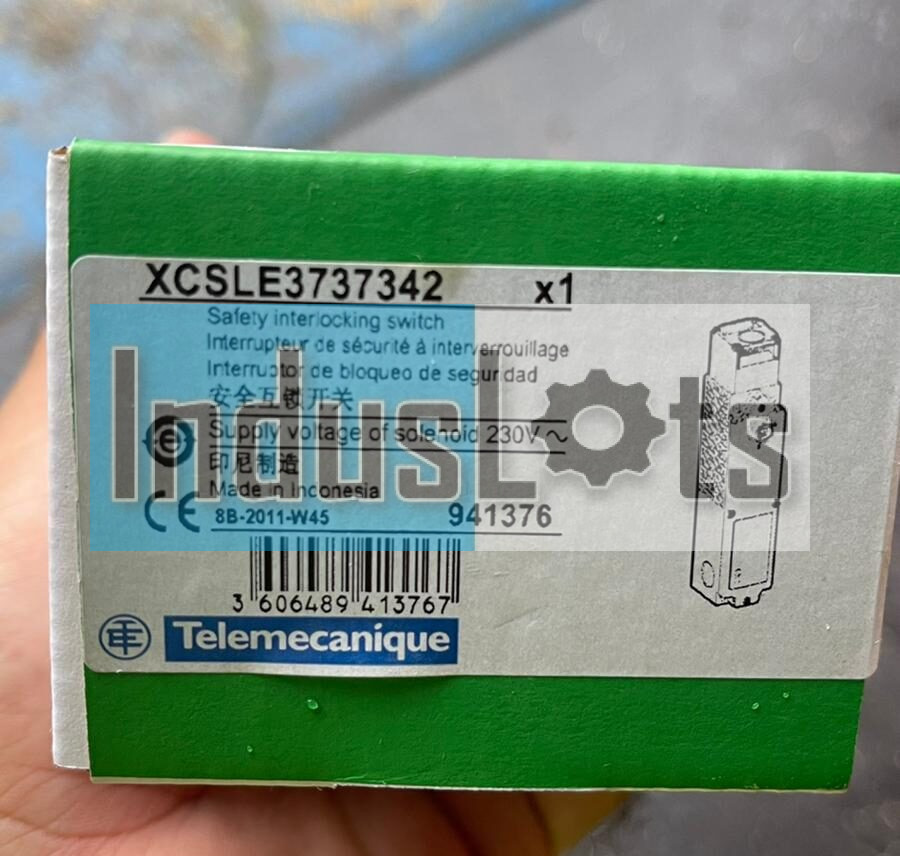 XCSLE3737342 x1
Safety interlocking switch
Interrupteur de sécurité à interverrouillage
Interruptor de bloqueo de seguridad
安全互锁开关
Supply voltage of solenoid 230V ~
印尼制造
Made in Indonesia
CE 8B-2011-W45 941376
3 606489 413767
Telemecanique
IndusLots